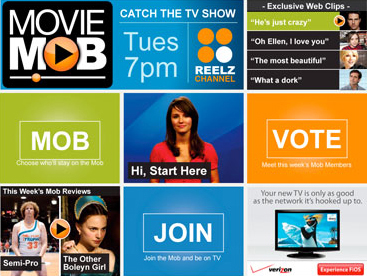 MOVIE
MOB
CATCH THE TV SHOW
Tues
7pm
REELZ
CHANNEL
- Exclusive Web Clips -
“He's just crazy”
“Oh Ellen, I love you”
“The most beautiful”
“What a dork”
MOB
Choose who'll stay on the Mob
Hi, Start Here
VOTE
Meet this week's Mob Members
This Week's Mob Reviews
33
Semi-Pro
The Other
Boleyn Girl
JOIN
Join the Mob and be on TV
Your new TV is only as good
as the network it's hooked up to.
verizon
Experience FiOS